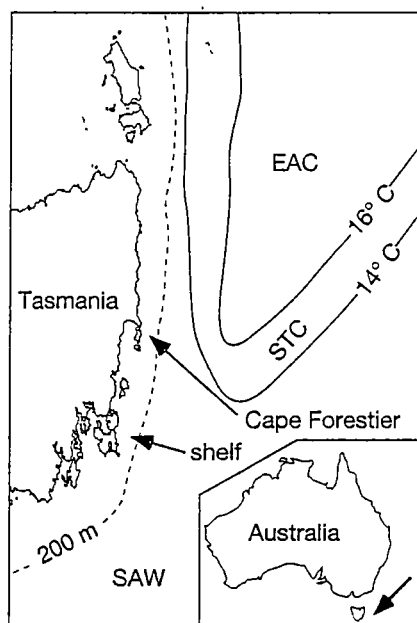 EAC
16° C
14° C
STC
Tasmania
Cape Forestier
shelf
200 m
SAW
Australia